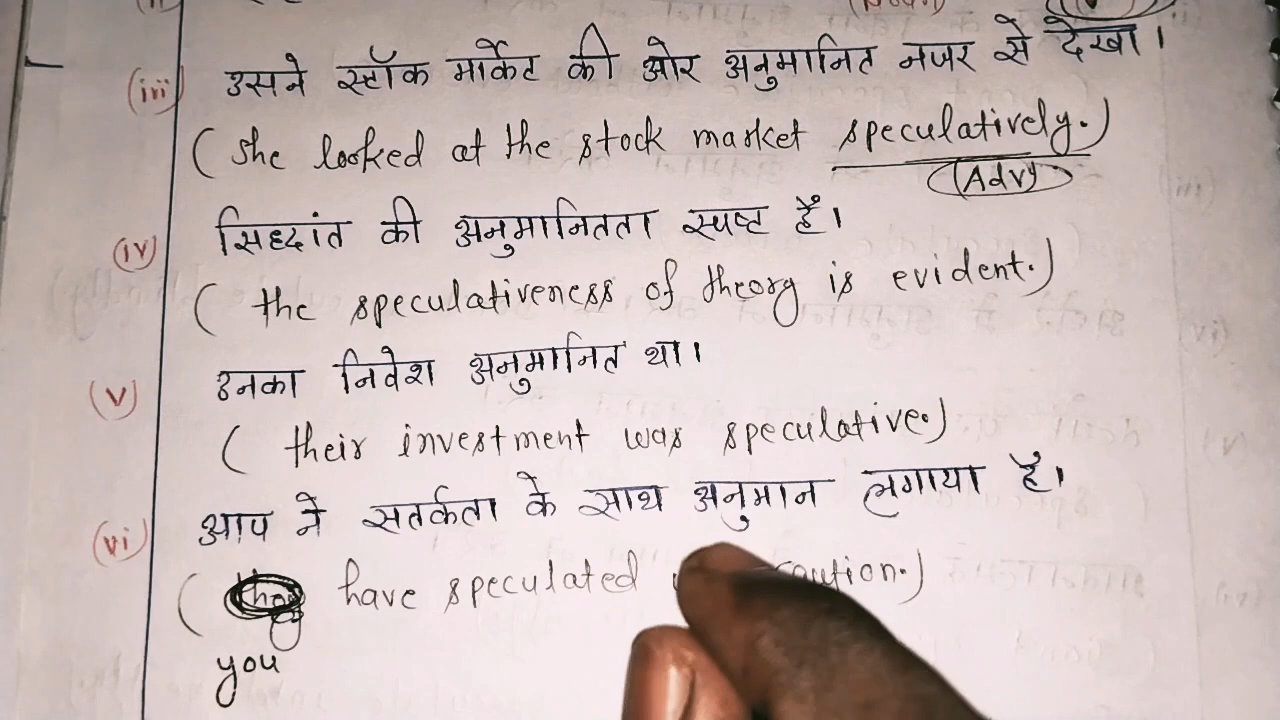 (iii) उसने स्टॉक मार्केट की ओर अनुमानित नजर से देखा।
( She looked at the stock market speculatively.)
(Adv)
(iv) सिध्दांत की अनुमानितता स्पष्ट है।
( the speculativeness of theory is evident.)
(v) उनका निवेश अनुमानित था।
( their investment was speculative.)
(vi) आप ने सतर्कता के साथ अनुमान लगाया है।
( have speculated caution.)
you